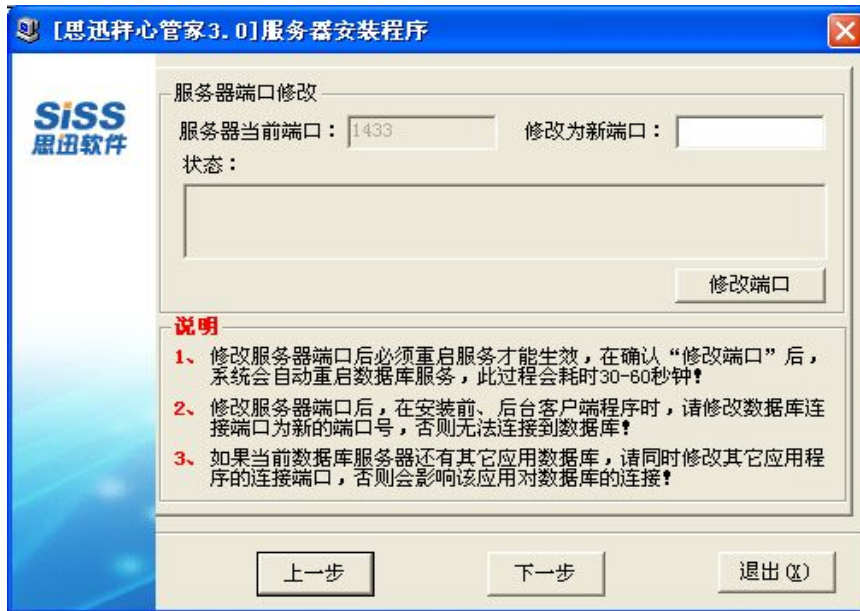 [思迅秤心管家3.0]服务器安装程序
SiSS
思迅软件
服务器端口修改
服务器当前端口： 1433 修改为新端口：
状态：
修改端口
说明
1、 修改服务器端口后必须重启服务才能生效，在确认“修改端口”后，
系统会自动重启数据库服务，此过程会耗时30-60秒钟！
2、 修改服务器端口后，在安装前、后台客户端程序时，请修改数据库连
接端口为新的端口号，否则无法连接到数据库！
3、 如果当前数据库服务器还有其它应用数据库，请同时修改其它应用程
序的连接端口，否则会影响该应用对数据库的连接！
上一步 下一步 退出(X)